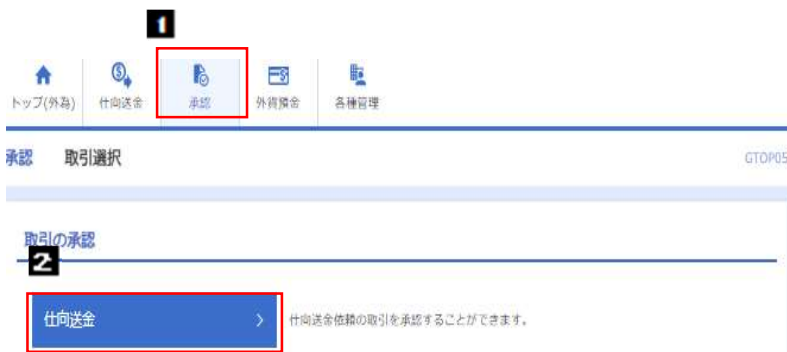 1
トップ(外為) 仕向送金 承認 外貨預金 各種管理
承認 取引選択 GTOP05
取引の承認
2
仕向送金 > 仕向送金依頼の取引を承認することができます。